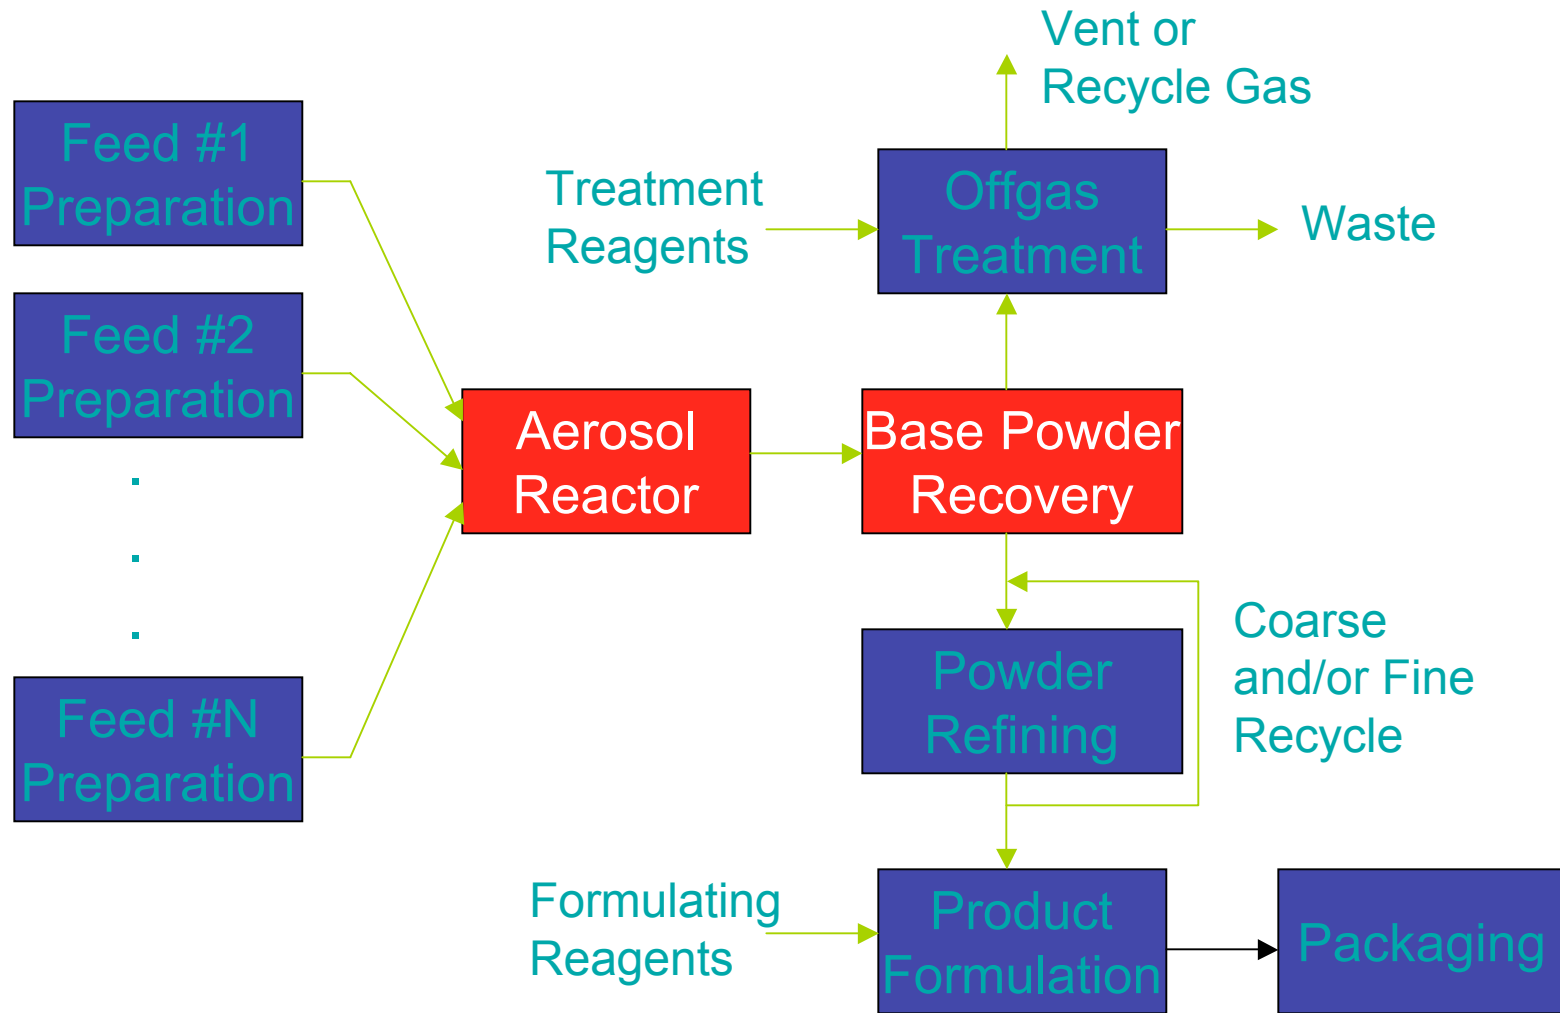 Vent or
Recycle Gas
Feed #1
Preparation
Treatment
Reagents
Offgas
Treatment
Waste
Feed #2
Preparation
Aerosol
Reactor
Base Powder
Recovery
.
.
.
Feed #N
Preparation
Powder
Refining
Coarse
and/or Fine
Recycle
Formulating
Reagents
Product
Formulation
Packaging